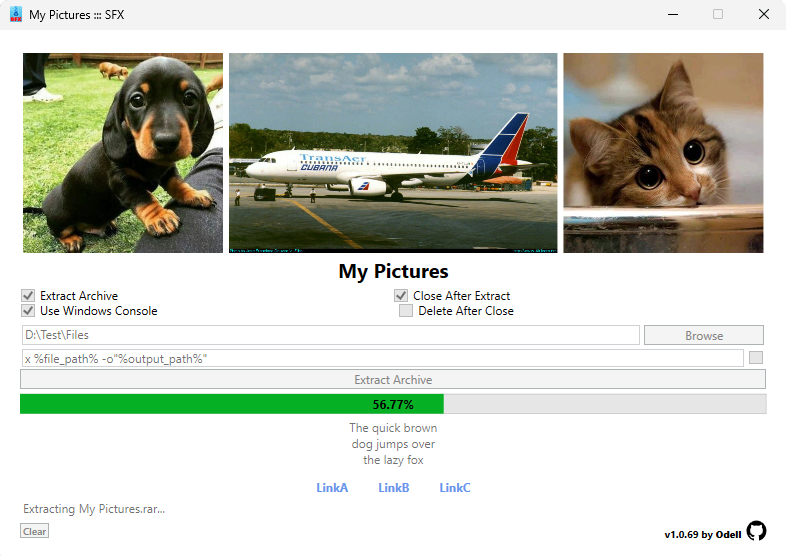 My Pictures ::: SFX
TransAer
CUBANA
My Pictures
Extract Archive
Close After Extract
Use Windows Console
Delete After Close
D:\Test\Files
Browse
x %file_path% -o"%output_path%"
Extract Archive
56.77%
The quick brown
dog jumps over
the lazy fox
LinkA LinkB LinkC
Extracting My Pictures.rar...
Clear
v1.0.69 by Odell